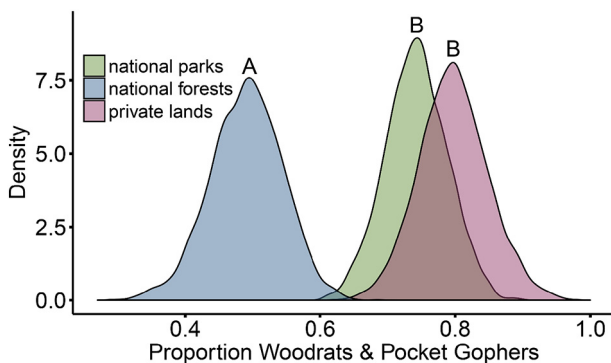 B
B
A
national parks
national forests
private lands
7.5
5.0
2.5
0.0
Density
0.4 0.6 0.8 1.0
Proportion Woodrats & Pocket Gophers